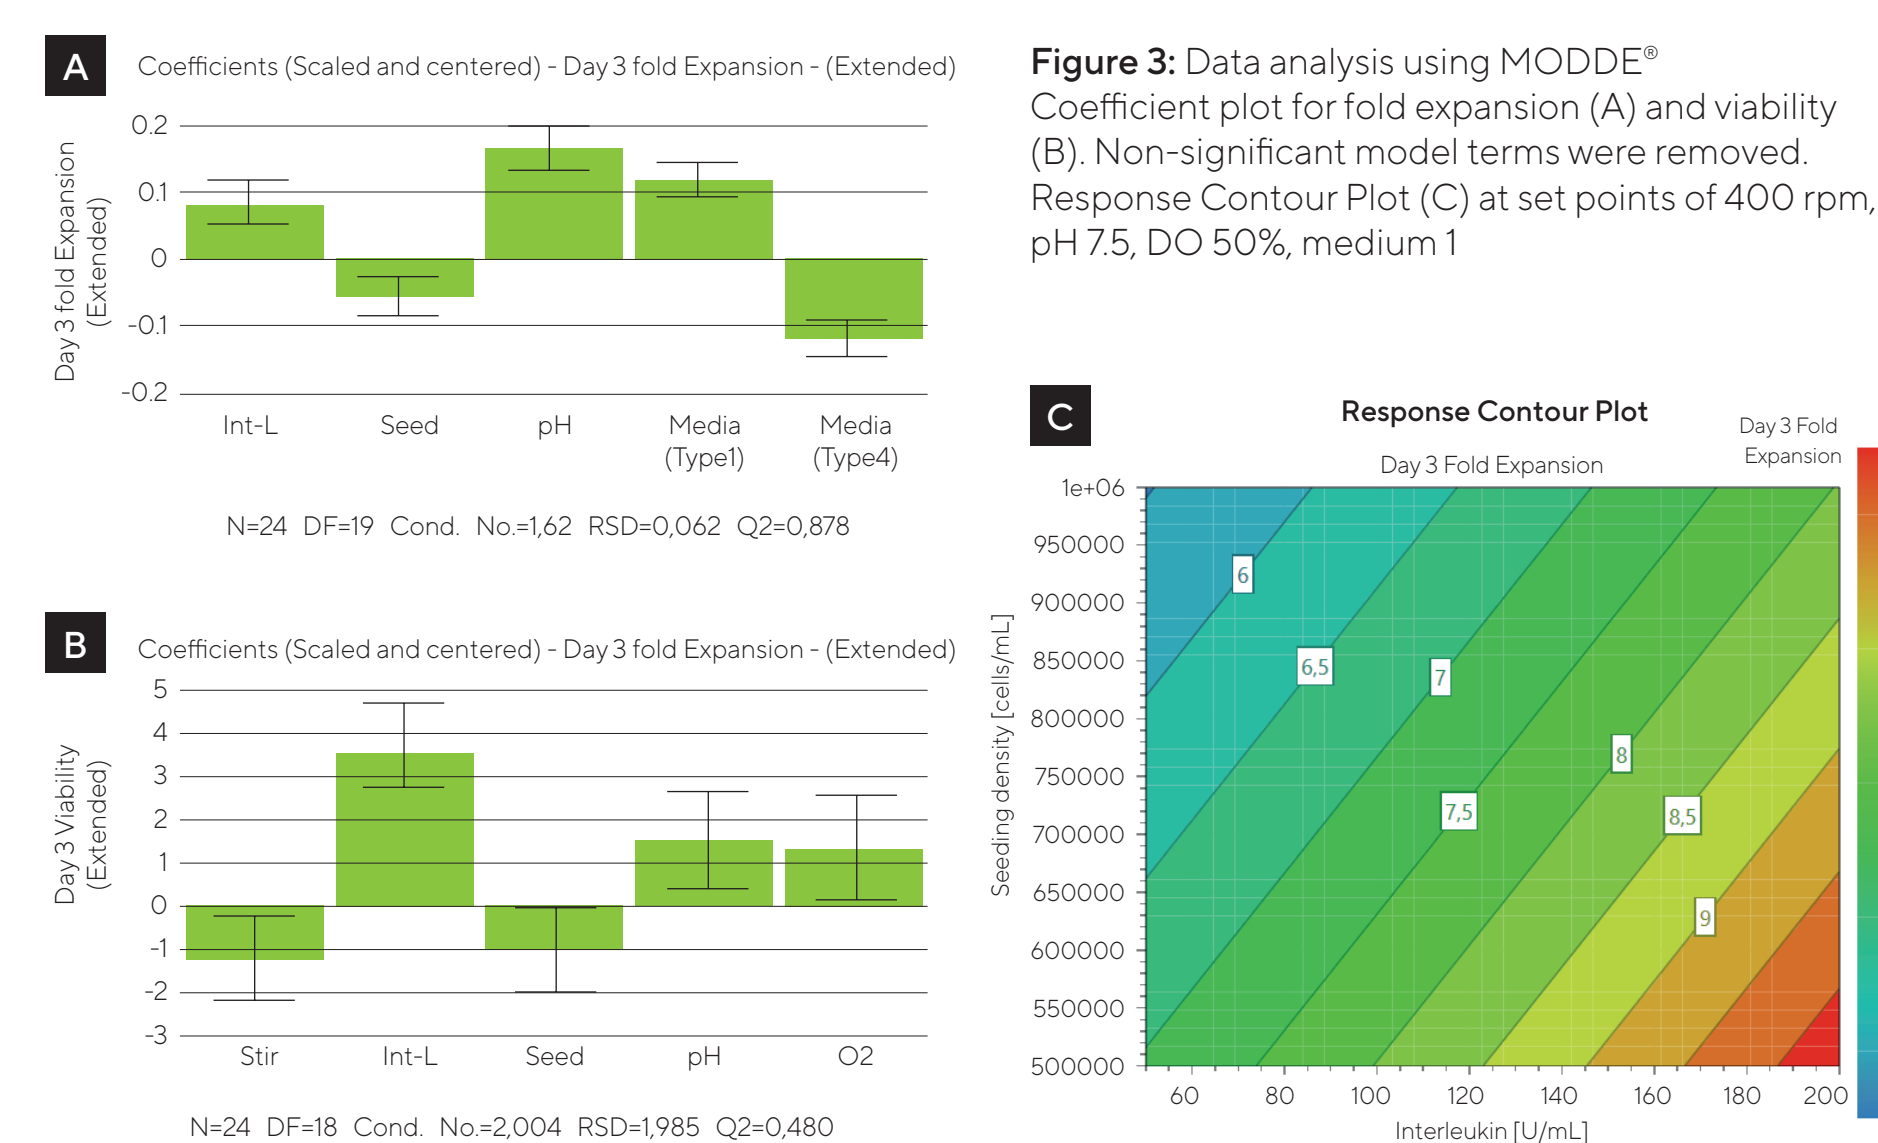 A
Coefficients (Scaled and centered) - Day 3 fold Expansion - (Extended)
Day 3 fold Expansion
(Extended)
0.2
0.1
0
-0.1
-0.2
Int-L Seed pH Media Media
(Type1) (Type4)
N=24 DF=19 Cond. No.=1,62 RSD=0,062 Q2=0,878
B
Coefficients (Scaled and centered) - Day 3 fold Expansion - (Extended)
Day 3 Viability
(Extended)
5
4
3
2
1
0
-1
-2
-3
Stir Int-L Seed pH O2
N=24 DF=18 Cond. No.=2,004 RSD=1,985 Q2=0,480
Figure 3: Data analysis using MODDE®
Coefficient plot for fold expansion (A) and viability
(B). Non-significant model terms were removed.
Response Contour Plot (C) at set points of 400 rpm,
pH 7.5, DO 50%, medium 1
C
Response Contour Plot
Day 3 Fold
Expansion
Day 3 Fold Expansion
Seeding density [cells/mL]
1e+06
950000
900000
850000
800000
750000
700000
650000
600000
550000
500000
6
6,5
7
7,5
8
8,5
9
60 80 100 120 140 160 180 200
Interleukin [U/mL]